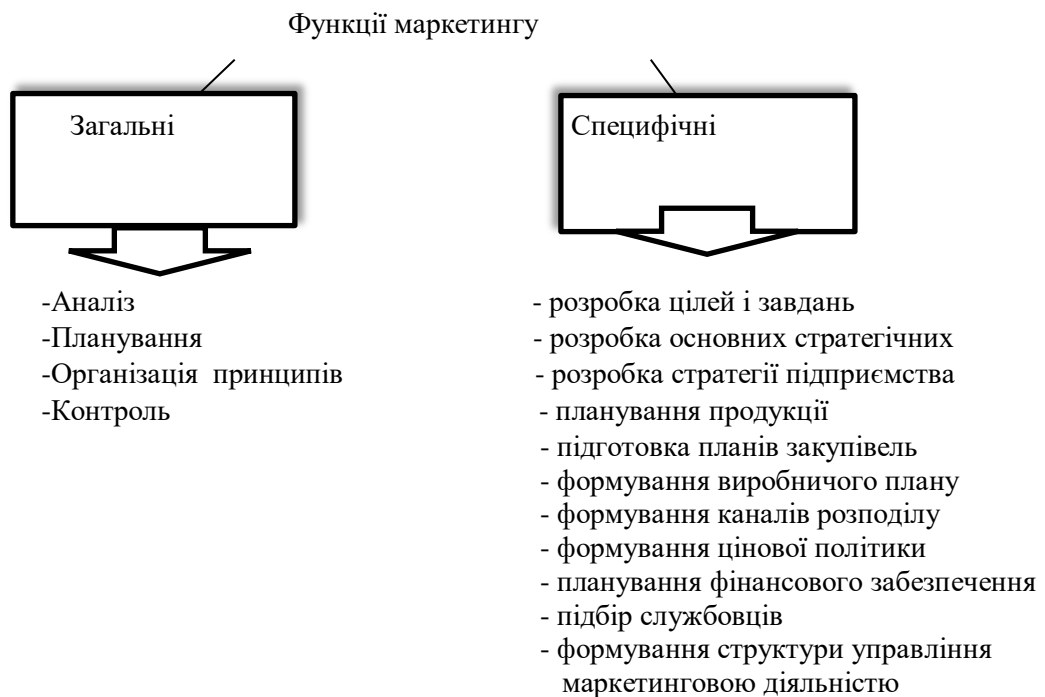 Функції маркетингу
Загальні
-Аналіз
-Планування
-Організація принципів
-Контроль
Специфічні
- розробка цілей і завдань
- розробка основних стратегічних
- розробка стратегії підприємства
- планування продукції
- підготовка планів закупівель
- формування виробничого плану
- формування каналів розподілу
- формування цінової політики
- планування фінансового забезпечення
- підбір службовців
- формування структури управління
маркетинговою діяльністю